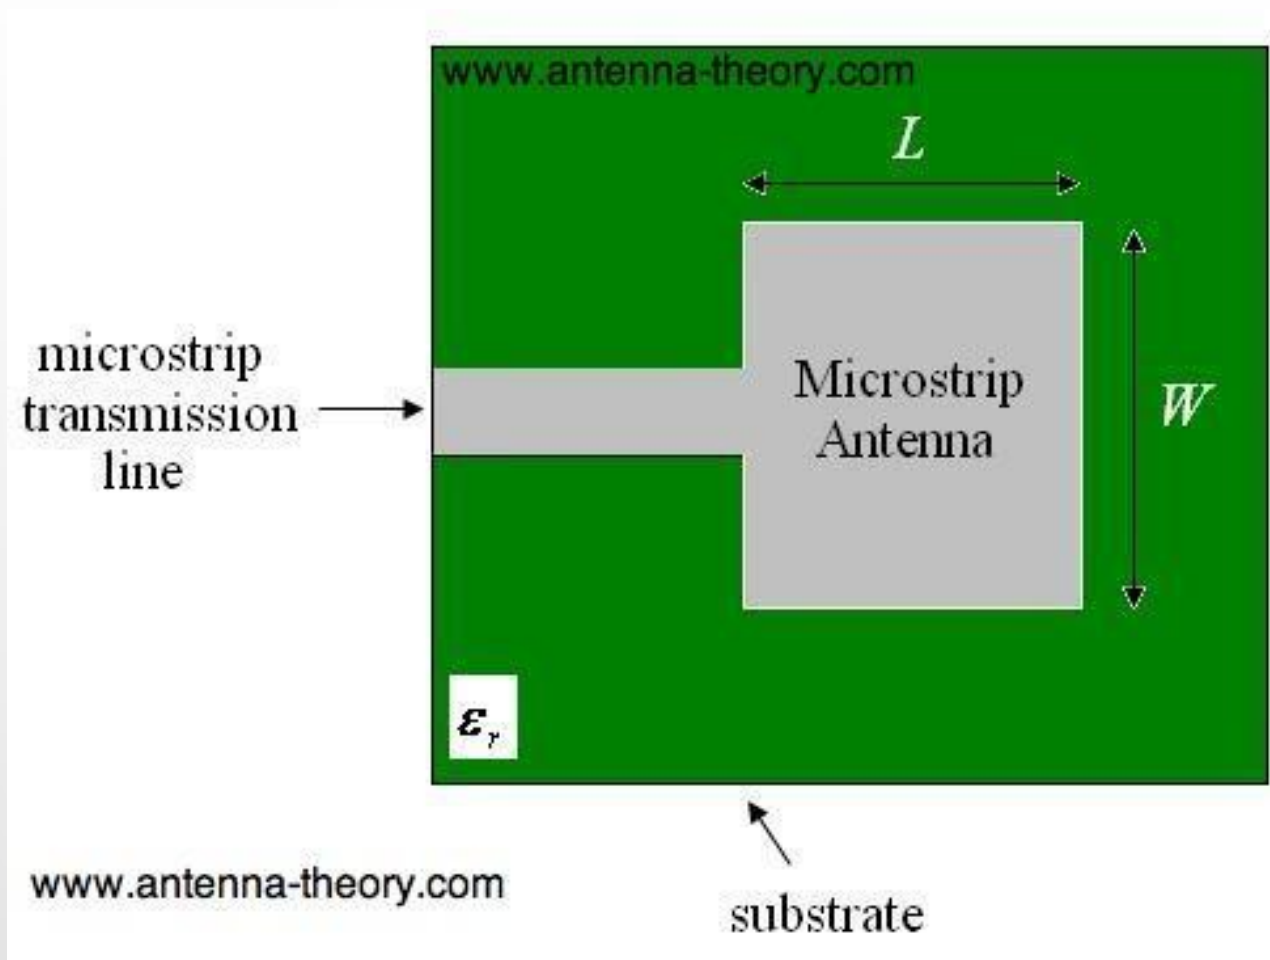 www.antenna-theory.com
L
microstrip
transmission
line
Microstrip
Antenna
W
εr
www.antenna-theory.com
substrate